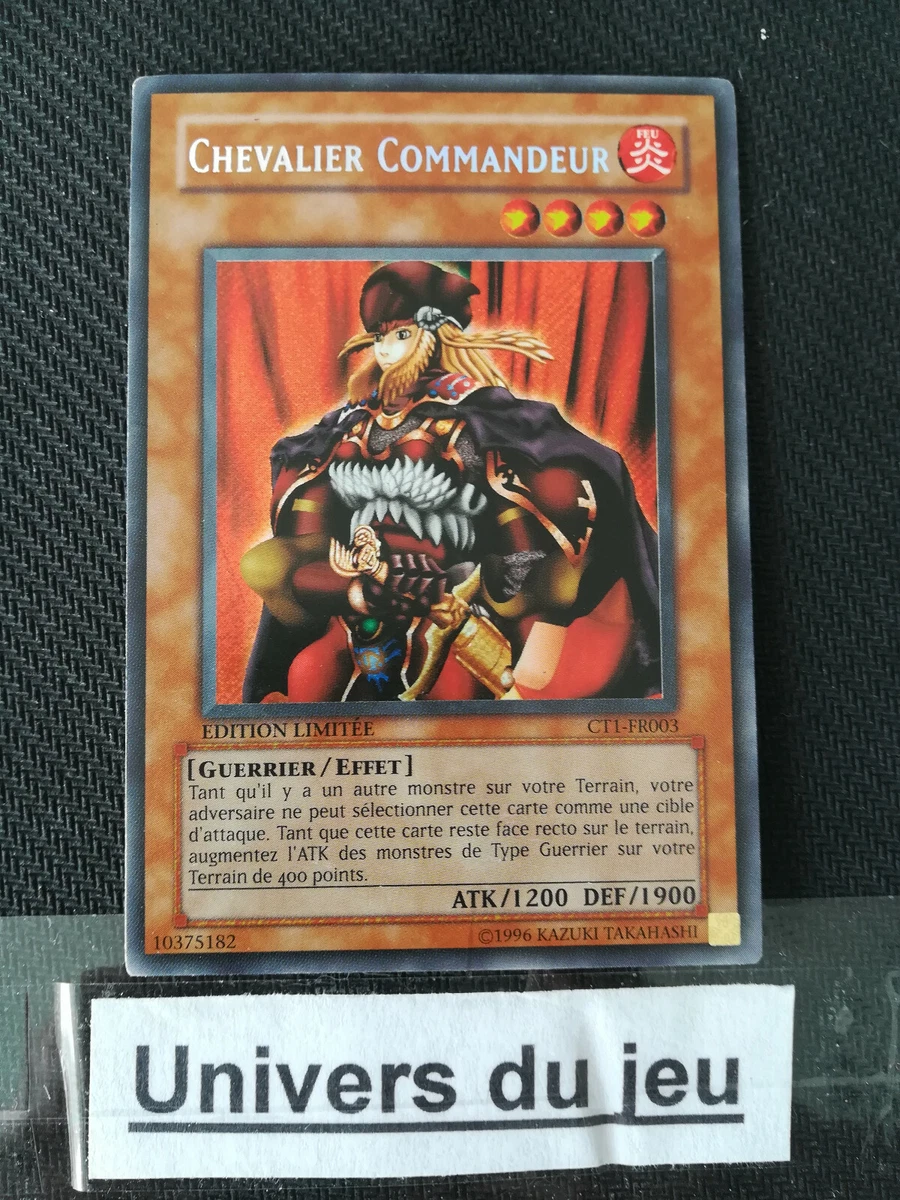 CHEVALIER COMMANDEUR
FEU
炎
EDITION LIMITÉE
CT1-FR003
[GUERRIER/EFFET]
Tant qu'il y a un autre monstre sur votre Terrain, votre
adversaire ne peut sélectionner cette carte comme une cible
d'attaque. Tant que cette carte reste face recto sur le terrain,
augmentez l'ATK des monstres de Type Guerrier sur votre
Terrain de 400 points.
ATK/1200 DEF/1900
10375182
©1996 KAZUKI TAKAHASHI
Univers du jeu